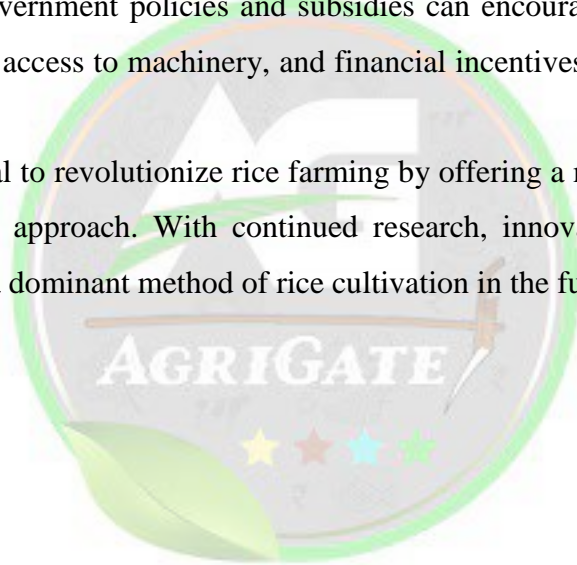 vernment policies and subsidies can encoura
access to machinery, and financial incentives
al to revolutionize rice farming by offering a
approach. With continued research, innova
dominant method of rice cultivation in the fu
AGRIGATE